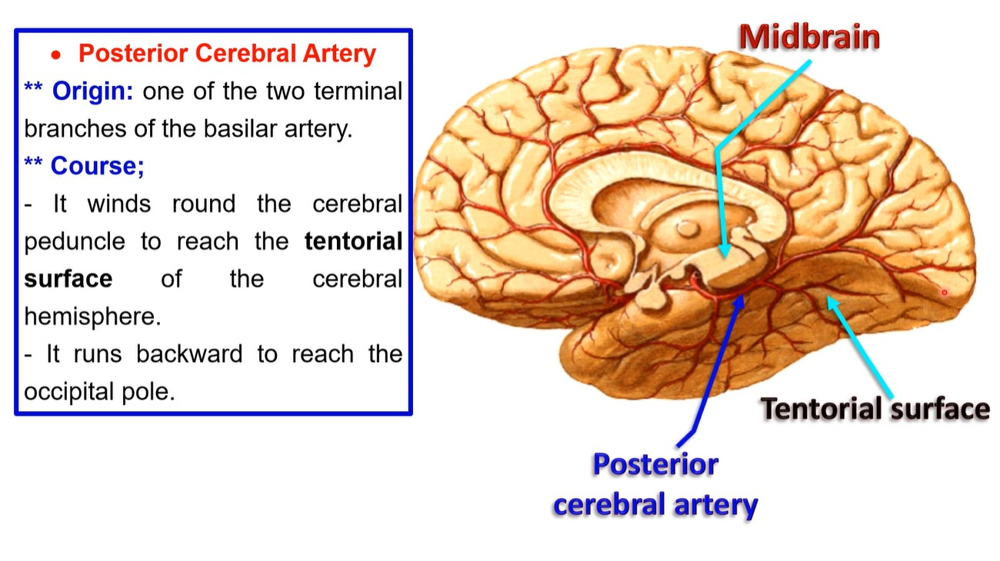 • Posterior Cerebral Artery
** Origin: one of the two terminal
branches of the basilar artery.
** Course;
- It winds round the cerebral
peduncle to reach the tentorial
surface of the cerebral
hemisphere.
- It runs backward to reach the
occipital pole.
Midbrain
Tentorial surface
Posterior
cerebral artery